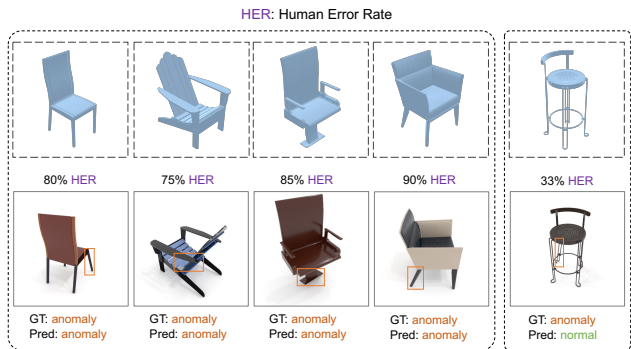 HER: Human Error Rate
80% HER
75% HER
85% HER
90% HER
33% HER
GT: anomaly
Pred: anomaly
GT: anomaly
Pred: anomaly
GT: anomaly
Pred: anomaly
GT: anomaly
Pred: anomaly
GT: anomaly
Pred: normal